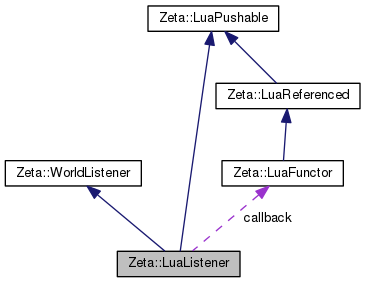 Zeta::LuaPushable
Zeta::LuaReferenced
Zeta::WorldListener
Zeta::LuaFunctor
callback
Zeta::LuaListener